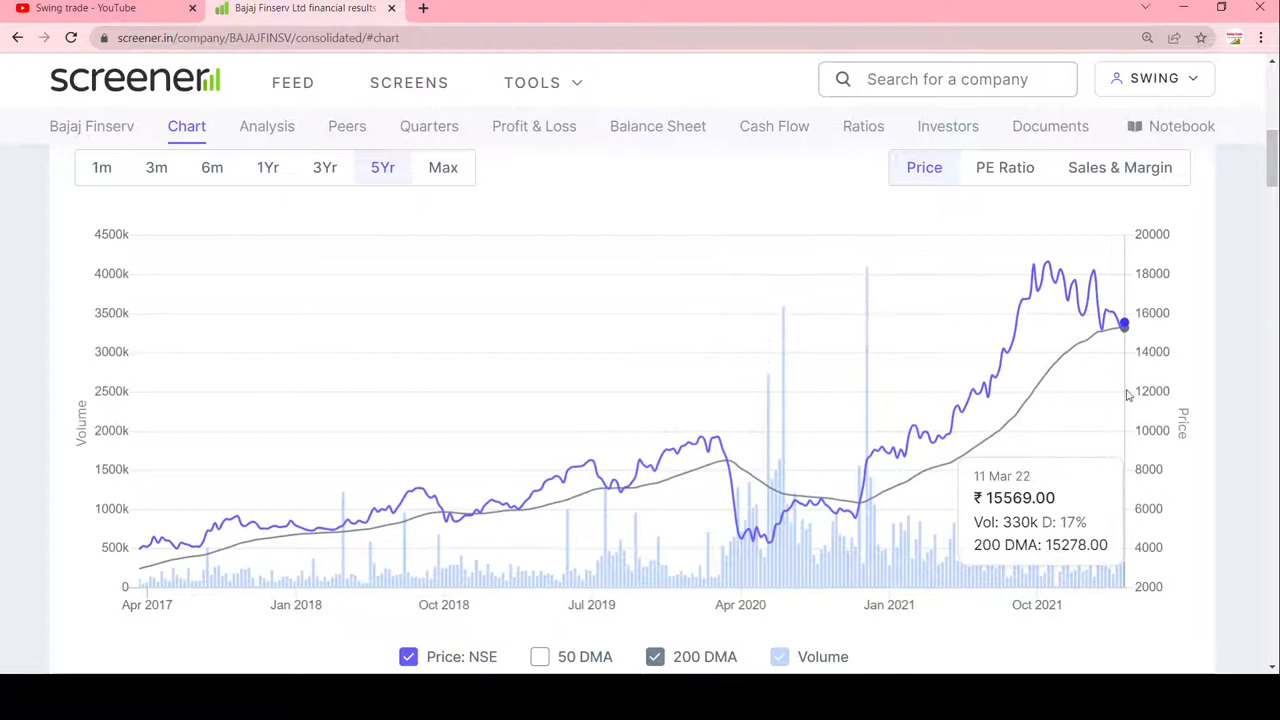 Swing trade - YouTube
Bajaj Finserv Ltd financial results
screener.in/company/BAJAJFINSV/consolidated/#chart
screener FEED SCREENS TOOLS Search for a company SWING
Bajaj Finserv Chart Analysis Peers Quarters Profit & Loss Balance Sheet Cash Flow Ratios Investors Documents Notebook
1m 3m 6m 1Yr 3Yr 5Yr Max Price PE Ratio Sales & Margin
4500k 20000
4000k 18000
3500k 16000
3000k 14000
2500k 12000
2000k 10000
1500k 8000
1000k 6000
500k 4000
0 2000
Volume
Price
11 Mar 22
₹ 15569.00
Vol: 330k D: 17%
200 DMA: 15278.00
Apr 2017 Jan 2018 Oct 2018 Jul 2019 Apr 2020 Jan 2021 Oct 2021
Price: NSE 50 DMA 200 DMA Volume